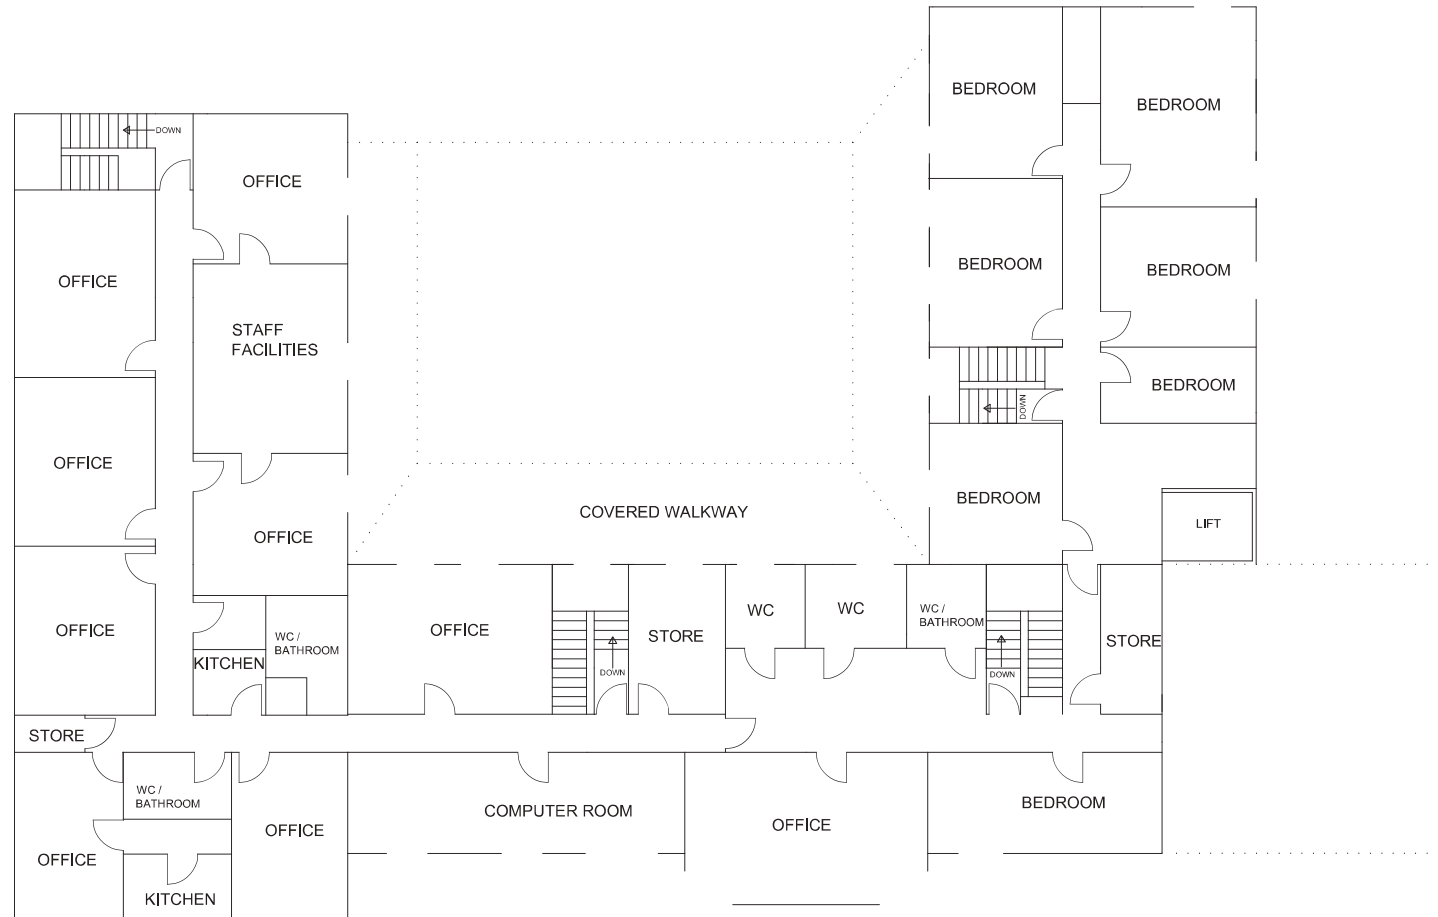 BEDROOM
BEDROOM
DOWN
OFFICE
BEDROOM
BEDROOM
OFFICE
STAFF
FACILITIES
BEDROOM
DOWN
OFFICE
BEDROOM
COVERED WALKWAY
LIFT
OFFICE
OFFICE
OFFICE
WC /
BATHROOM
KITCHEN
OFFICE
DOWN
STORE
WC
WC
WC /
BATHROOM
DOWN
STORE
STORE
WC /
BATHROOM
OFFICE
COMPUTER ROOM
OFFICE
BEDROOM
OFFICE
KITCHEN